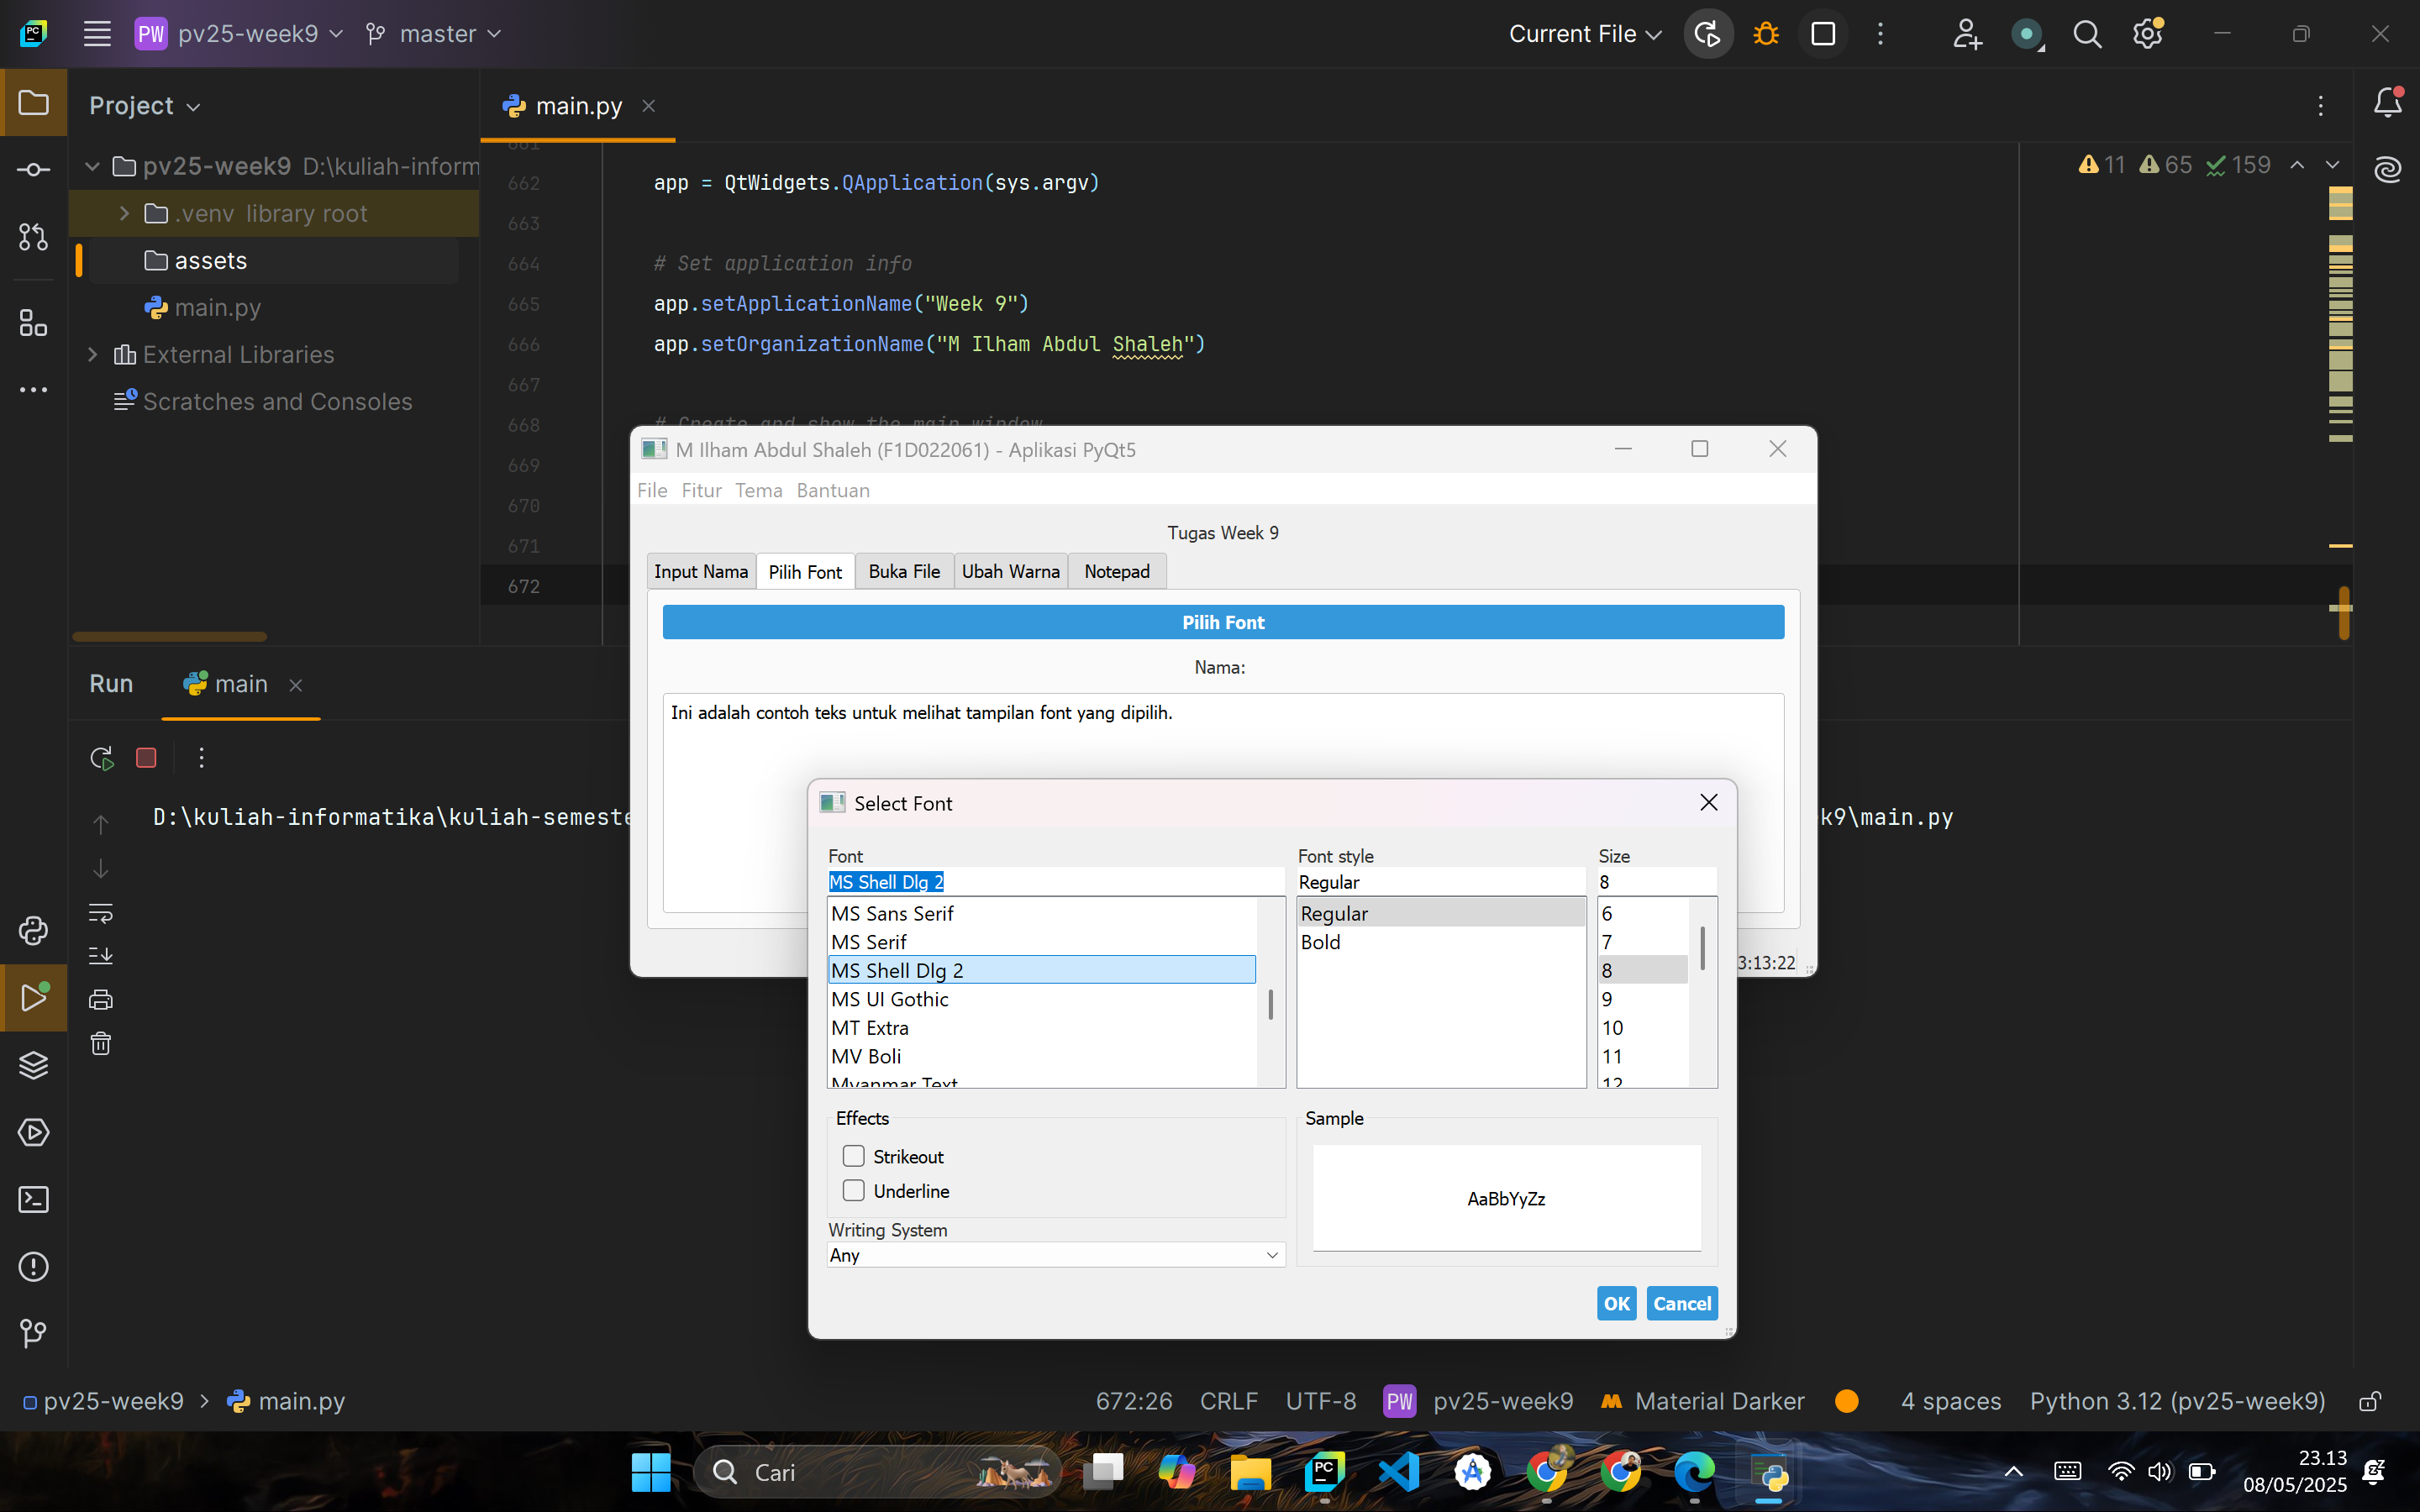 PC
PW pv25-week9
master
Current File
Project
main.py
pv25-week9 D:\kuliah-inform
.venv library root
assets
main.py
External Libraries
Scratches and Consoles
11 65 159
661
662 app = QtWidgets.QApplication(sys.argv)
663
664 # Set application info
665 app.setApplicationName("Week 9")
666 app.setOrganizationName("M Ilham Abdul Shaleh")
667
668 # Create and show the main window
669
670
671
672
M Ilham Abdul Shaleh (F1D022061) - Aplikasi PyQt5
File Fitur Tema Bantuan
Tugas Week 9
Input Nama Pilih Font Buka File Ubah Warna Notepad
Pilih Font
Nama:
Ini adalah contoh teks untuk melihat tampilan font yang dipilih.
3:13:22
Select Font
Font
MS Shell Dlg 2
MS Sans Serif
MS Serif
MS Shell Dlg 2
MS UI Gothic
MT Extra
MV Boli
Myanmar Text
Font style
Regular
Regular
Bold
Size
8
6
7
8
9
10
11
12
Effects
Strikeout
Underline
Writing System
Any
Sample
AaBbYyZz
OK Cancel
Run main
D:\kuliah-informatika\kuliah-semeste
k9\main.py
pv25-week9 > main.py
672:26 CRLF UTF-8 PW pv25-week9 Material Darker 4 spaces Python 3.12 (pv25-week9)
Cari
PC
23.13
08/05/2025